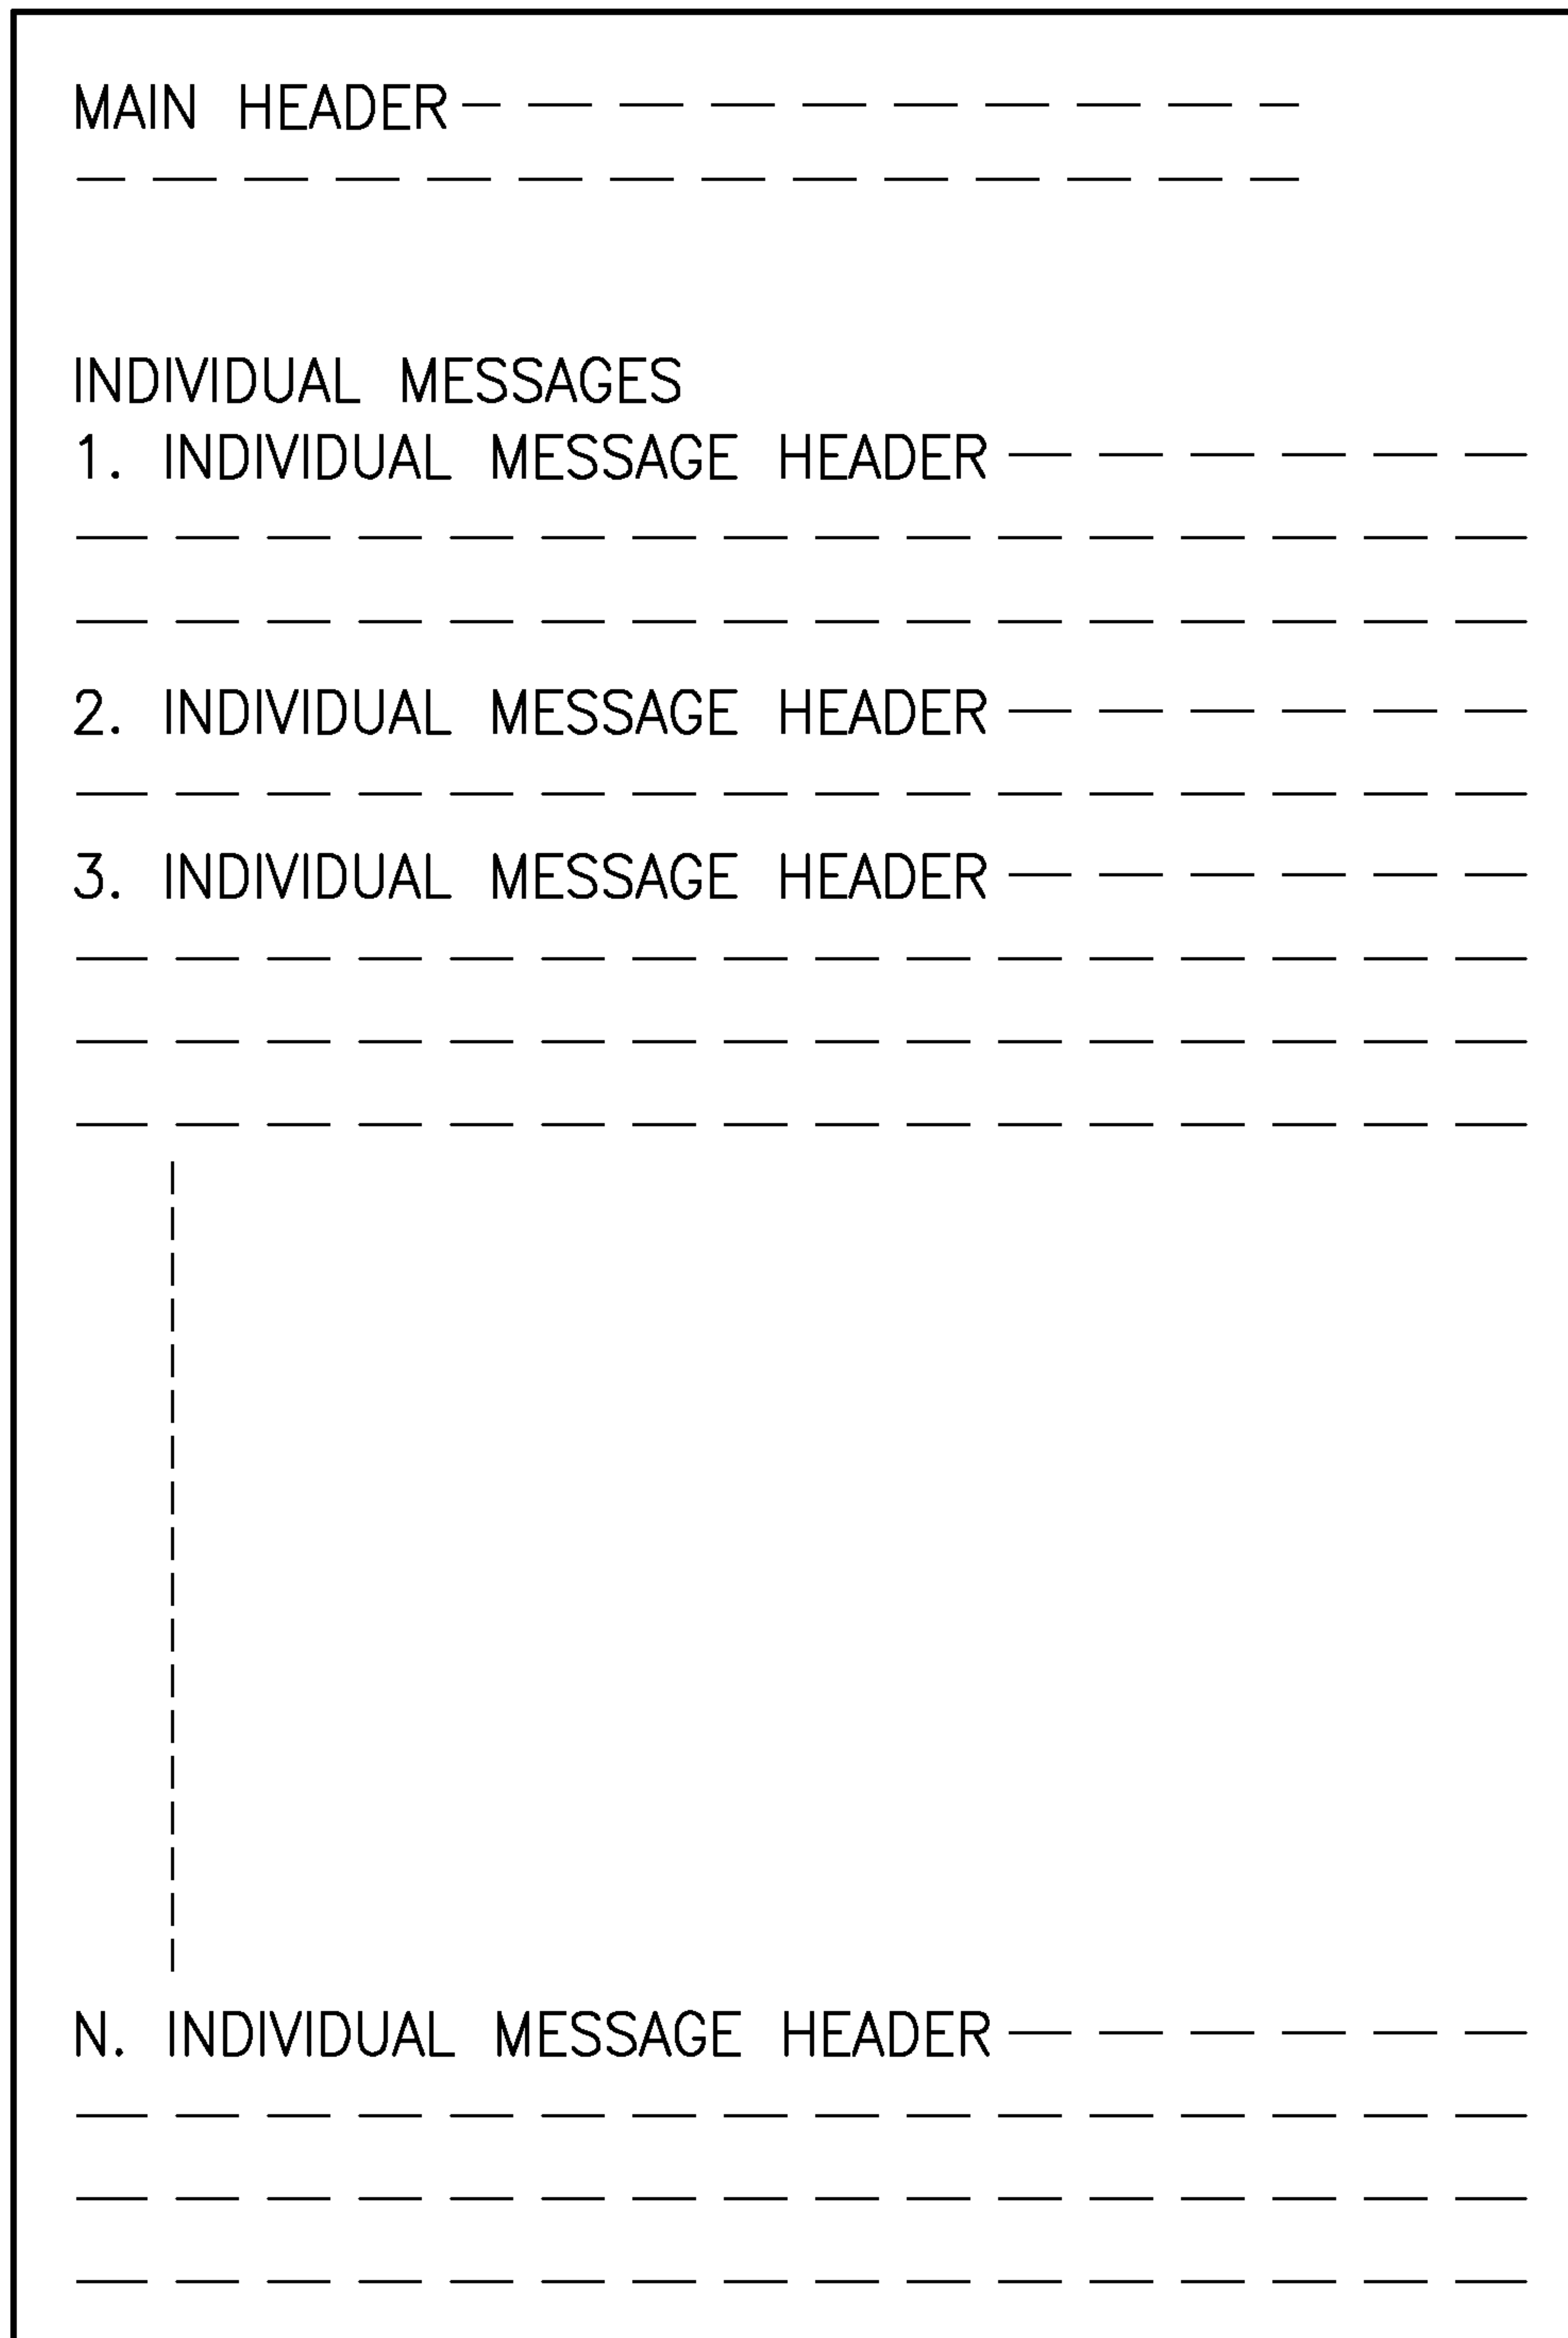 MAIN HEADER
INDIVIDUAL MESSAGES
1. INDIVIDUAL MESSAGE HEADER
2. INDIVIDUAL MESSAGE HEADER
3. INDIVIDUAL MESSAGE HEADER
N. INDIVIDUAL MESSAGE HEADER